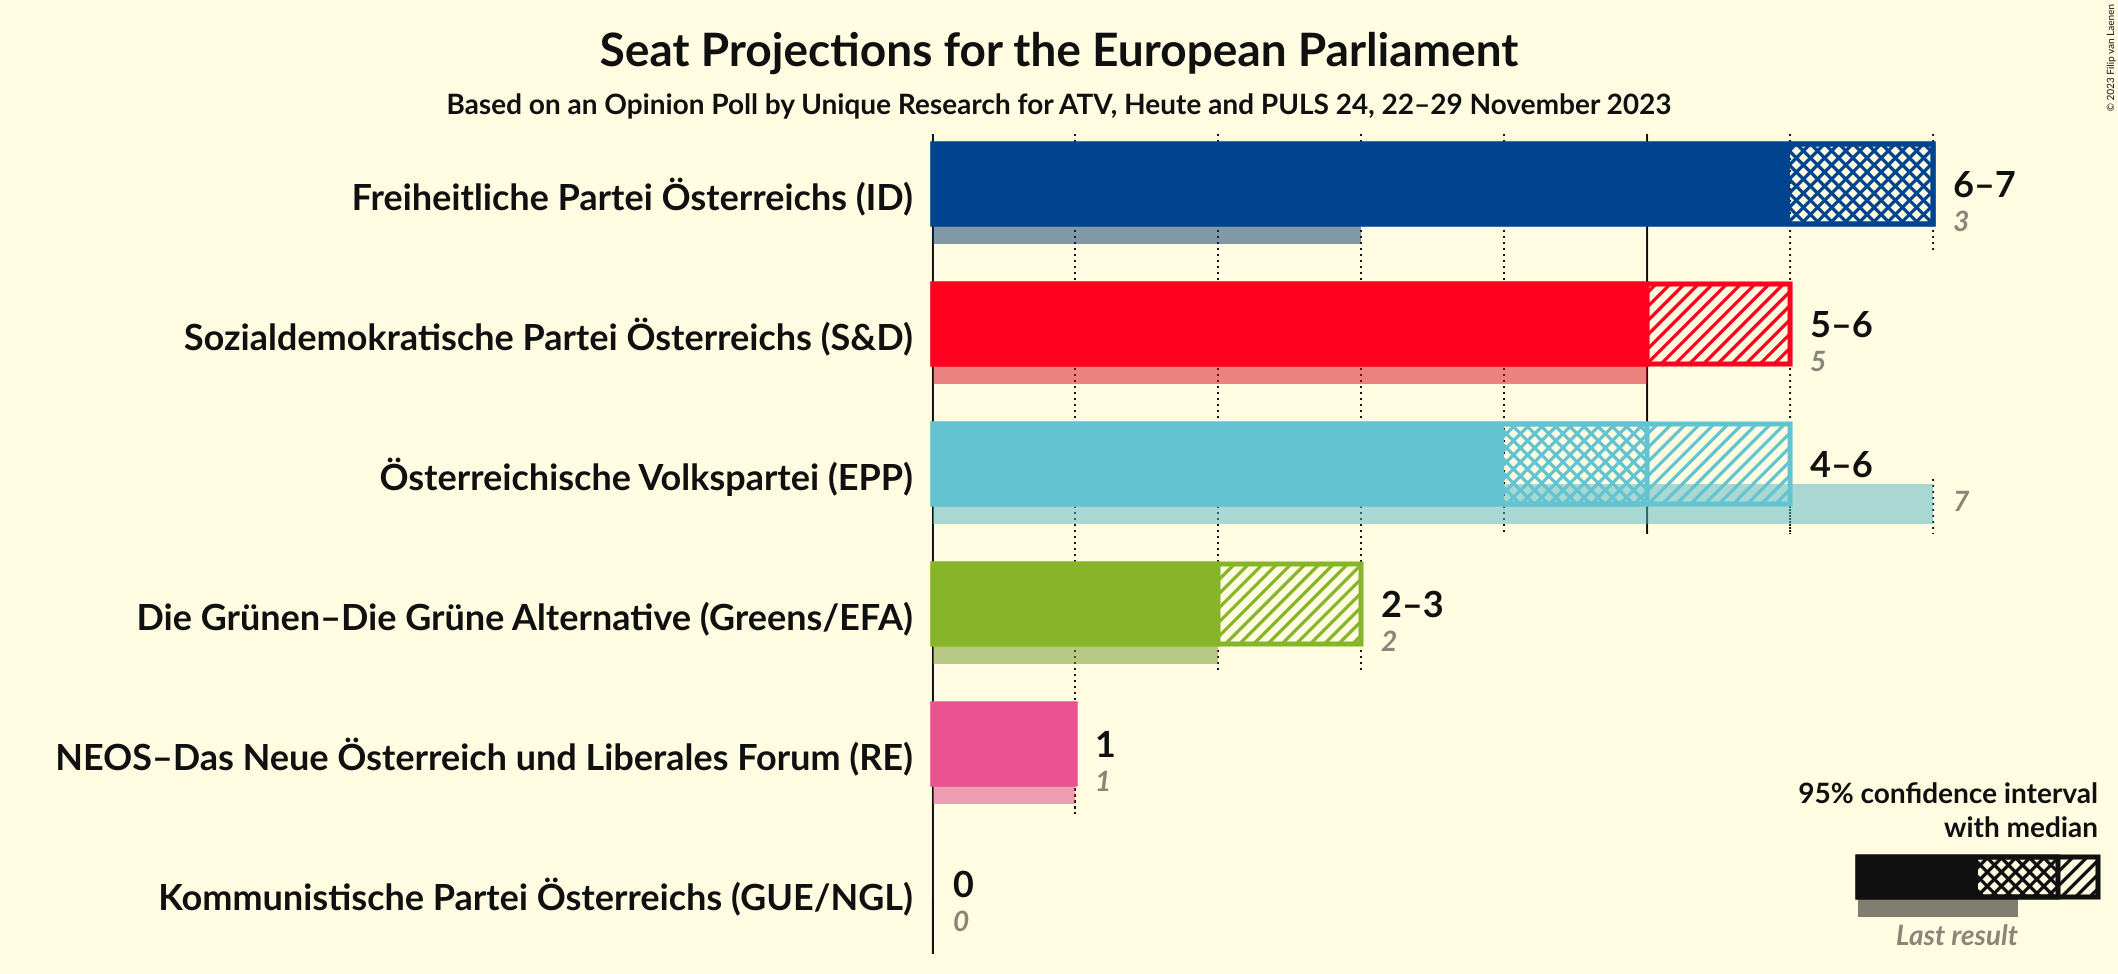 Seat Projections for the European Parliament
Based on an Opinion Poll by Unique Research for ATV, Heute and PULS 24, 22–29 November 2023
© 2023 Filip van Laenen
Freiheitliche Partei Österreichs (ID)
6–7
3
Sozialdemokratische Partei Österreichs (S&D)
5–6
5
Österreichische Volkspartei (EPP)
4–6
7
Die Grünen–Die Grüne Alternative (Greens/EFA)
2–3
2
NEOS–Das Neue Österreich und Liberales Forum (RE)
1
1
Kommunistische Partei Österreichs (GUE/NGL)
0
0
95% confidence interval
with median
Last result